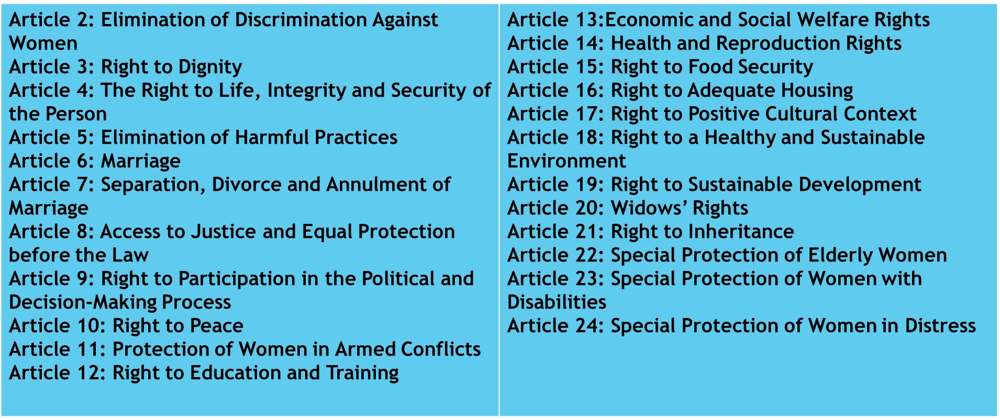 Article 2: Elimination of Discrimination Against
Women
Article 3: Right to Dignity
Article 4: The Right to Life, Integrity and Security of
the Person
Article 5: Elimination of Harmful Practices
Article 6: Marriage
Article 7: Separation, Divorce and Annulment of
Marriage
Article 8: Access to Justice and Equal Protection
before the Law
Article 9: Right to Participation in the Political and
Decision-Making Process
Article 10: Right to Peace
Article 11: Protection of Women in Armed Conflicts
Article 12: Right to Education and Training
Article 13:Economic and Social Welfare Rights
Article 14: Health and Reproduction Rights
Article 15: Right to Food Security
Article 16: Right to Adequate Housing
Article 17: Right to Positive Cultural Context
Article 18: Right to a Healthy and Sustainable
Environment
Article 19: Right to Sustainable Development
Article 20: Widows’ Rights
Article 21: Right to Inheritance
Article 22: Special Protection of Elderly Women
Article 23: Special Protection of Women with
Disabilities
Article 24: Special Protection of Women in Distress